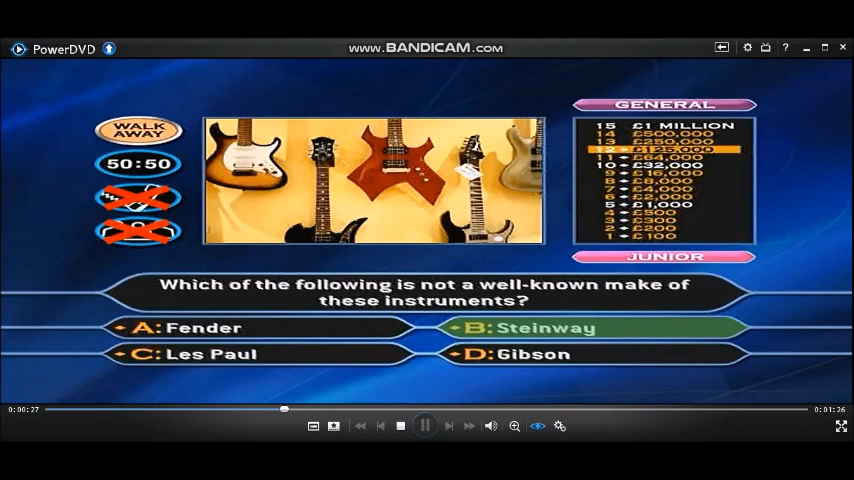 PowerDVD
www.BANDICAM.com
?
WALK AWAY
50:50
GENERAL
15 £1 MILLION
14 £500,000
13 £250,000
12 £125,000
11 £64,000
10 £32,000
9 £16,000
8 £8,000
7 £4,000
6 £2,000
5 £1,000
4 £500
3 £300
2 £200
1 £100
JUNIOR
Which of the following is not a well-known make of
these instruments?
A: Fender
B: Steinway
C: Les Paul
D: Gibson
0:00:27
0:01:26